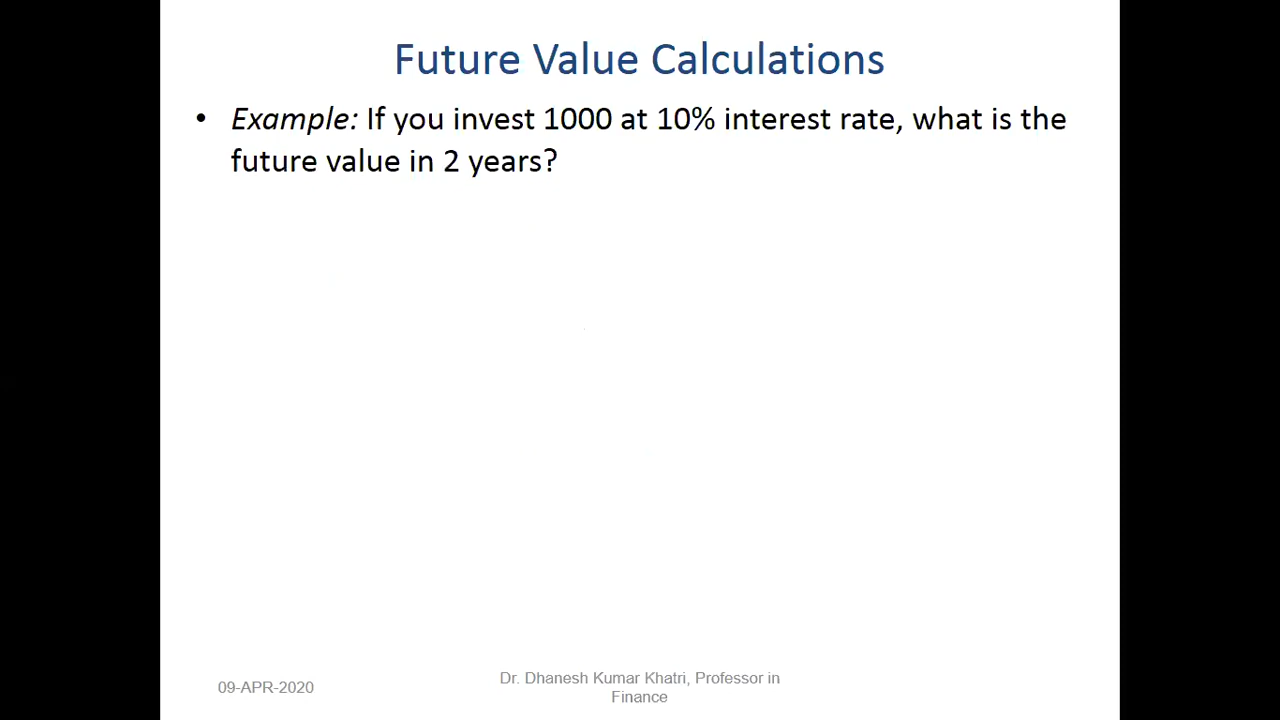 Future Value Calculations
• Example: If you invest 1000 at 10% interest rate, what is the
future value in 2 years?
09-APR-2020
Dr. Dhanesh Kumar Khatri, Professor in
Finance